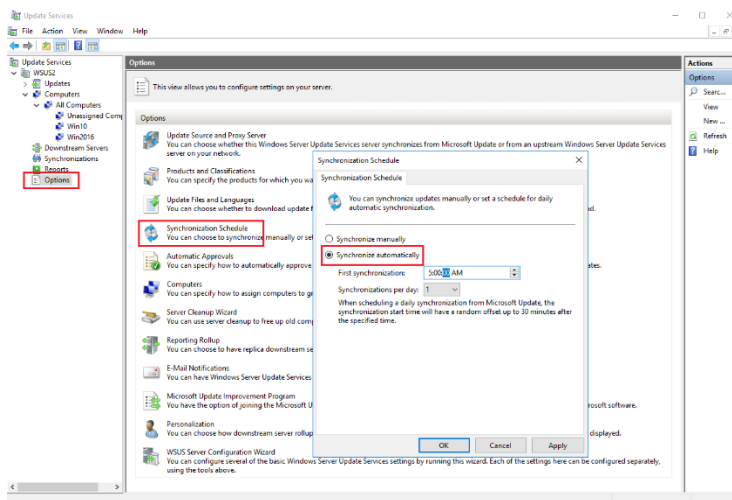 Update Services
File Action View Window Help
Update Services
WSUS2
Updates
Computers
All Computers
Unassigned Com
Win10
Win2016
Downstream Servers
Synchronizations
Reports
Options
Options
This view allows you to configure settings on your server.
Options
Update Source and Proxy Server
You can choose whether this Windows Server Update Services server synchronizes from Microsoft Update or from an upstream Windows Server Update Services
server on your network.
Products and Classifications
You can specify the products for which you wa
Update Files and Languages
You can choose whether to download update f
d.
Synchronization Schedule
You can choose to synchronize manually or set
Automatic Approvals
You can specify how to automatically approve
ates.
Computers
You can specify how to assign computers to gr
Server Cleanup Wizard
You can use server cleanup to free up old comp
Reporting Rollup
You can choose to have replica downstream se
E-Mail Notifications
You can have Windows Server Update Services
Microsoft Update Improvement Program
You have the option of joining the Microsoft U
rosoft software.
Personalization
You can choose how downstream server rollup
displayed.
WSUS Server Configuration Wizard
You can configure several of the basic Windows Server Update Services settings by running this wizard. Each of the settings here can be configured separately,
using the tools above.
Synchronization Schedule
Synchronization Schedule
You can synchronize updates manually or set a schedule for daily
automatic synchronization.
Synchronize manually
Synchronize automatically
First synchronization: 5:00:00 AM
Synchronizations per day: 1
When scheduling a daily synchronization from Microsoft Update, the
synchronization start time will have a random offset up to 30 minutes after
the specified time.
OK Cancel Apply
Actions
Options
Searc...
View
New ...
Refresh
Help